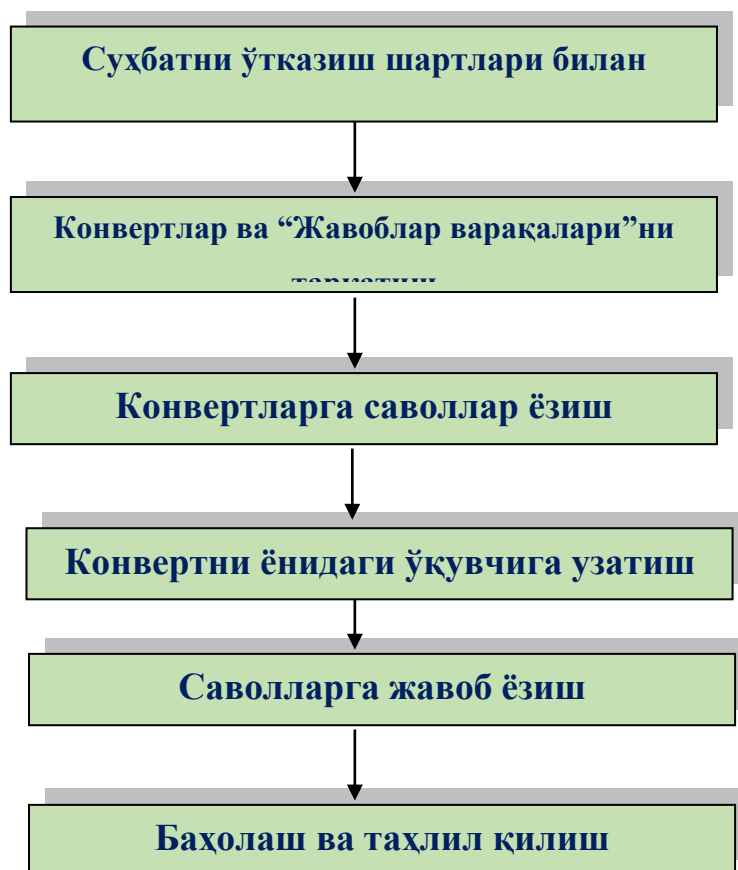 Суҳбатни ўтказиш шартлари билан
Конвертлар ва “Жавоблар варақалари”ни
Конвертларга саволлар ёзиш
Конвертни ёнидаги ўқувчига узатиш
Саволларга жавоб ёзиш
Баҳолаш ва таҳлил қилиш